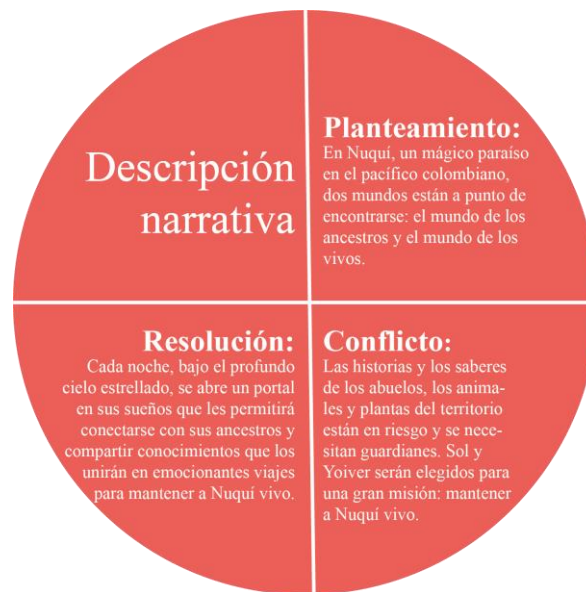 Descripción
narrativa
Planteamiento:
En Nuquí, un mágico paraíso
en el pacífico colombiano,
dos mundos están a punto de
encontrarse: el mundo de los
ancestros y el mundo de los
vivos.
Resolución:
Cada noche, bajo el profundo
cielo estrellado, se abre un portal
en sus sueños que les permitirá
conectarse con sus ancestros y
compartir conocimientos que los
unirán en emocionantes viajes
para mantener a Nuquí vivo.
Conflicto:
Las historias y los saberes
de los abuelos, los anima-
les y plantas del territorio
están en riesgo y se nece-
sitan guardianes. Sol y
Yoiver serán elegidos para
una gran misión: mantener
a Nuquí vivo.